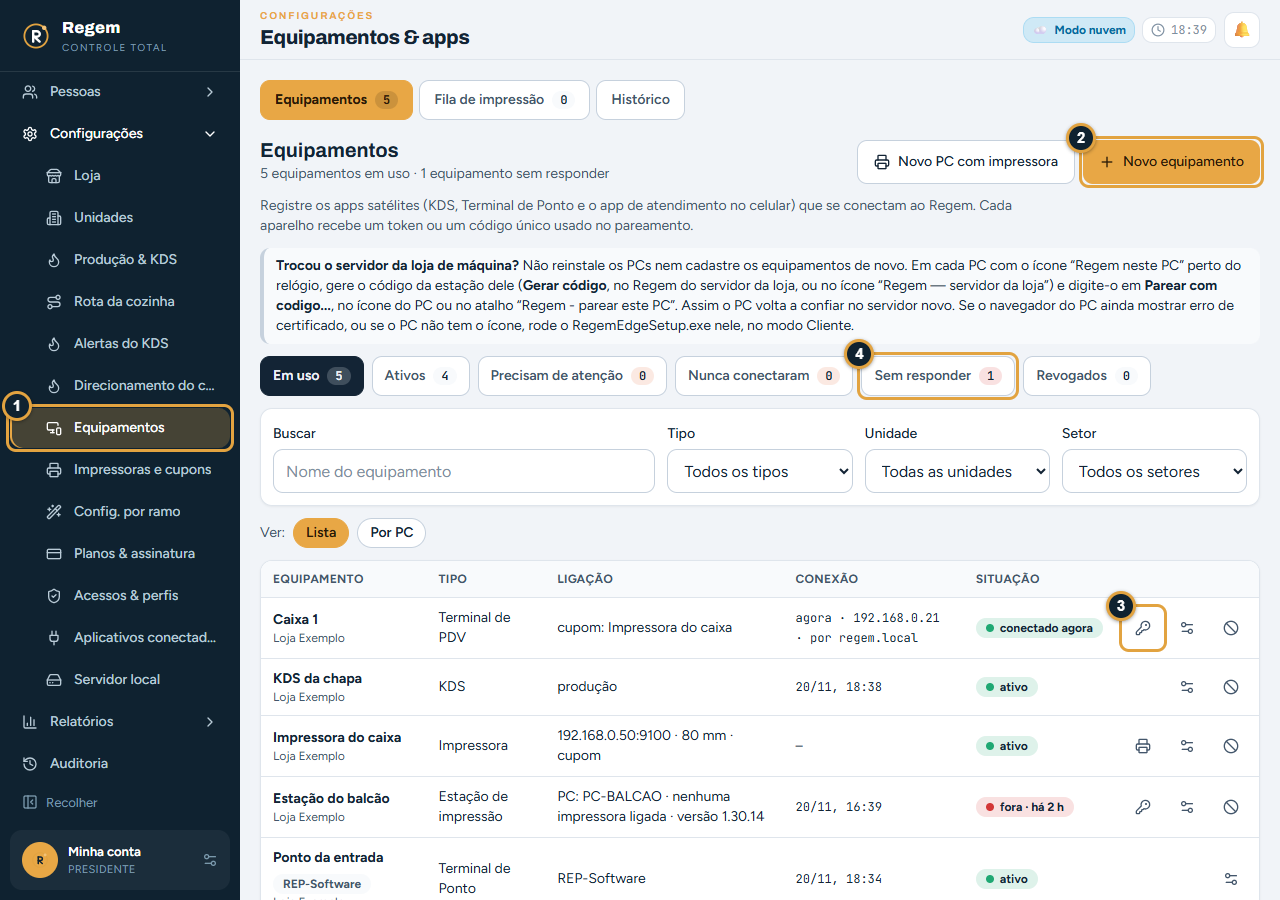 Regem
CONTROLE TOTAL
Pessoas
Configurações
Loja
Unidades
Produção & KDS
Rota da cozinha
Alertas do KDS
Direcionamento do c...
1
Equipamentos
Impressoras e cupons
Config. por ramo
Planos & assinatura
Acessos & perfis
Aplicativos conectad...
Servidor local
Relatórios
Auditoria
Recolher
R
Minha conta
PRESIDENTE
CONFIGURAÇÕES
Equipamentos & apps
Modo nuvem
18:39
Equipamentos 5
Fila de impressão 0
Histórico
Equipamentos
5 equipamentos em uso · 1 equipamento sem responder
Novo PC com impressora
2
+ Novo equipamento
Registre os apps satélites (KDS, Terminal de Ponto e o app de atendimento no celular) que se conectam ao Regem. Cada
aparelho recebe um token ou um código único usado no pareamento.
Trocou o servidor da loja de máquina? Não reinstale os PCs nem cadastre os equipamentos de novo. Em cada PC com o ícone “Regem neste PC” perto do
relógio, gere o código da estação dele (Gerar código, no Regem do servidor da loja, ou no ícone “Regem — servidor da loja”) e digite-o em Parear com
codigo..., no ícone do PC ou no atalho “Regem - parear este PC”. Assim o PC volta a confiar no servidor novo. Se o navegador do PC ainda mostrar erro de
certificado, ou se o PC não tem o ícone, rode o RegemEdgeSetup.exe nele, no modo Cliente.
Em uso 5
Ativos 4
Precisam de atenção 0
Nunca conectaram 0
4
Sem responder 1
Revogados 0
Buscar
Tipo
Unidade
Setor
Nome do equipamento
Todos os tipos
Todas as unidades
Todos os setores
Ver:
Lista
Por PC
EQUIPAMENTO
TIPO
LIGAÇÃO
CONEXÃO
SITUAÇÃO
Caixa 1
Loja Exemplo
Terminal de
PDV
cupom: Impressora do caixa
agora · 192.168.0.21
· por regem.local
conectado agora
3
KDS da chapa
Loja Exemplo
KDS
produção
20/11, 18:38
ativo
Impressora do caixa
Loja Exemplo
Impressora
192.168.0.50:9100 · 80 mm ·
cupom
—
ativo
Estação do balcão
Loja Exemplo
Estação de
impressão
PC: PC-BALCAO · nenhuma
impressora ligada · versão 1.30.14
20/11, 16:39
fora · há 2 h
Ponto da entrada
REP-Software
Terminal de
Ponto
REP-Software
20/11, 18:34
ativo